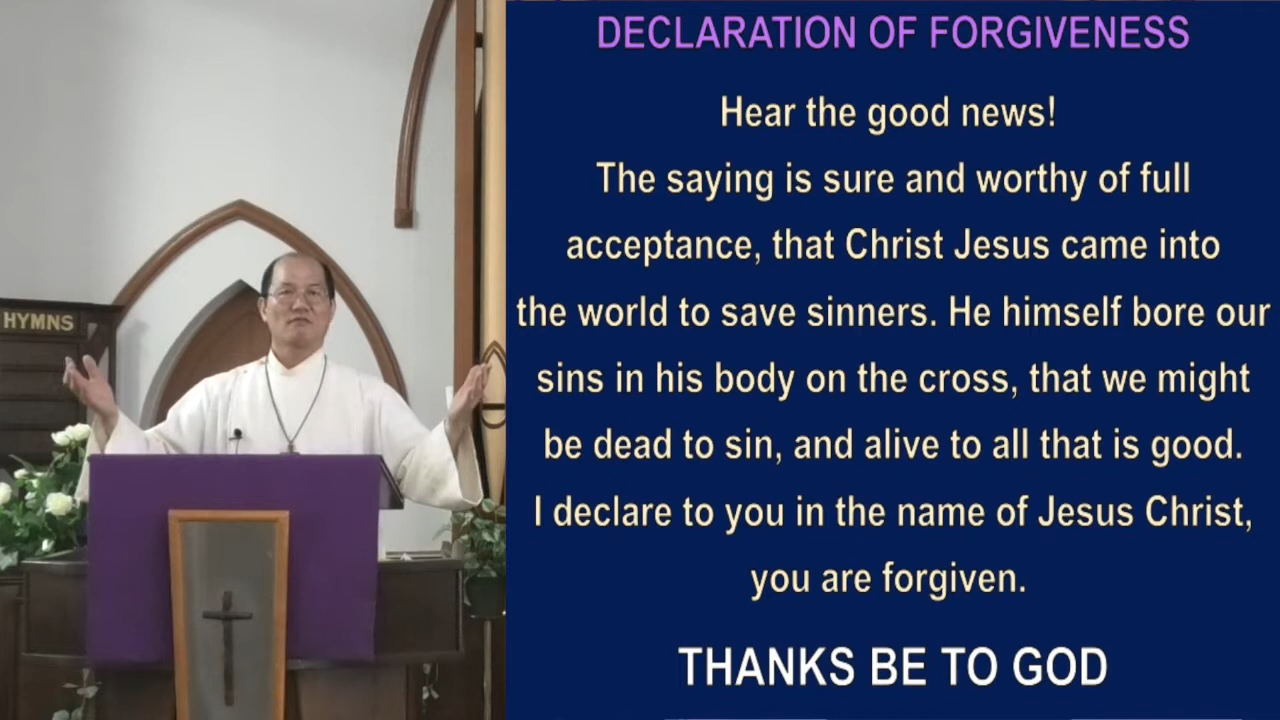 HYMNS
DECLARATION OF FORGIVENESS
Hear the good news!
The saying is sure and worthy of full
acceptance, that Christ Jesus came into
the world to save sinners. He himself bore our
sins in his body on the cross, that we might
be dead to sin, and alive to all that is good.
I declare to you in the name of Jesus Christ,
you are forgiven.
THANKS BE TO GOD